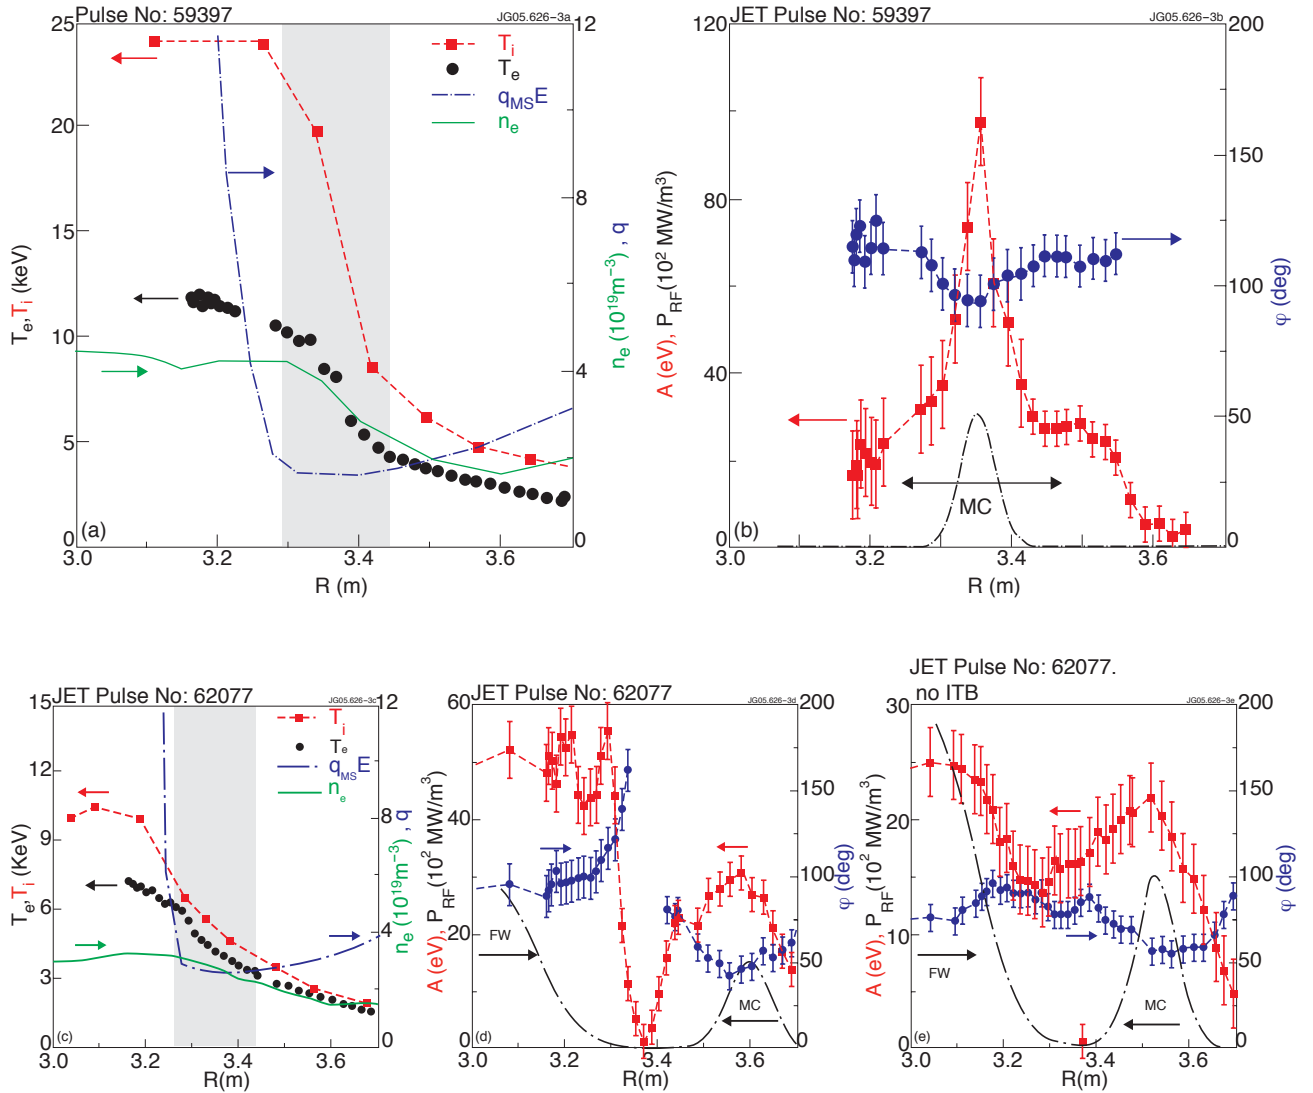 Pulse No: 59397
JG05.626-3a
25
20
15
10
5
0
T_e, T_i (keV)
T_i
T_e
q_MSE
n_e
12
8
4
0
n_e (10^19 m^-3), q
(a)
3.0
3.2
3.4
3.6
R (m)
JET Pulse No: 59397
JG05.626-3b
120
80
40
0
A (eV), P_RF (10^2 MW/m^3)
200
150
100
50
0
φ (deg)
MC
(b)
3.2
3.4
3.6
R (m)
JET Pulse No: 62077
JG05.626-3c
15
12
9
6
3
0
T_e, T_i (KeV)
T_i
T_e
q_MSE
n_e
12
8
4
0
n_e (10^19 m^-3), q
(c)
3.0
3.2
3.4
3.6
R(m)
JET Pulse No: 62077
JG05.626-3d
60
40
20
0
A (eV), P_RF (10^2 MW/m^3)
200
150
100
50
0
φ (deg)
FW
MC
(d)
3.0
3.2
3.4
3.6
R(m)
JET Pulse No: 62077.
no ITB
JG05.626-3e
30
25
20
15
10
5
0
A (eV), P_RF (10^2 MW/m^3)
200
150
100
50
0
φ (deg)
FW
MC
(e)
3.0
3.2
3.4
3.6
R(m)